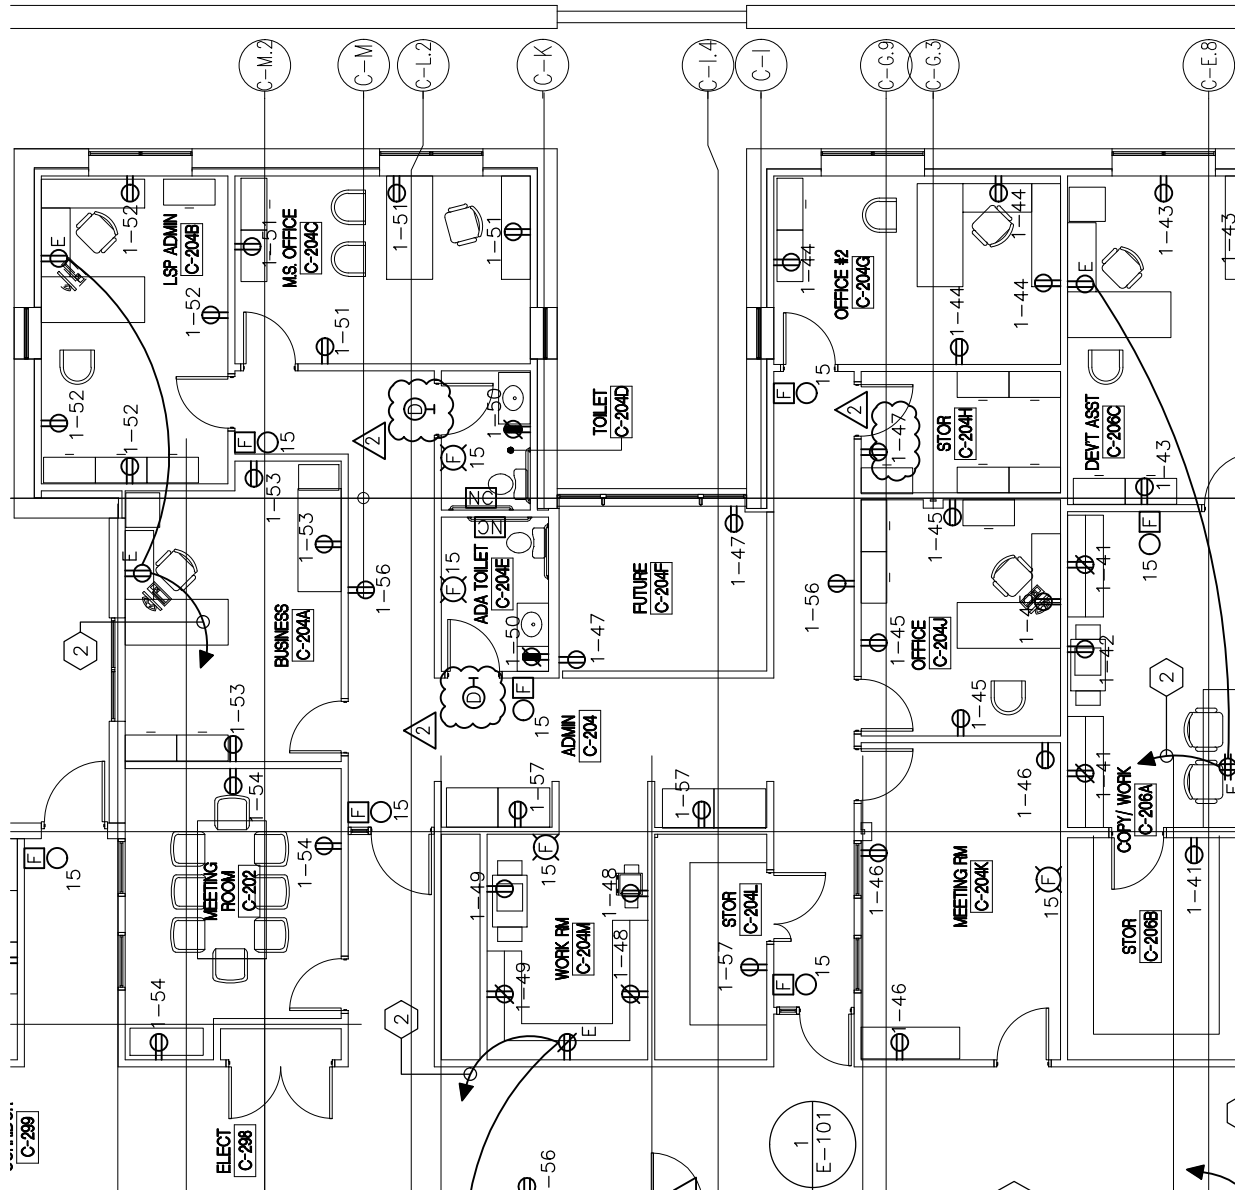 C-M.2
C-M
C-L.2
C-K
C-I.4
C-I
C-G.9
C-G.3
C-E.8
LSP ADMIN
C-204B
1-52
1-52
1-52
1-52
E
M.S. OFFICE
C-204C
1-51
1-51
1-51
1-51
OFFICE #2
C-204G
1-44
1-44
1-44
1-44
E
1-43
1-43
1-43
DEV'T ASST
C-206C
TOILET
C-204D
1-50
D
2
F
15
F
15
NC
NC
F
15
2
1-47
STOR
C-204H
BUSINESS
C-204A
1-53
1-53
1-53
E
2
1-56
ADA TOILET
C-204E
F
15
1-50
D
2
F
15
FUTURE
C-204F
1-47
1-47
1-56
OFFICE
C-204J
1-45
1-45
1-45
F
15
1-41
1-42
1-41
2
E
COPY/ WORK
C-206A
ADMIN
C-204
1-57
1-57
1-54
1-54
1-54
MEETING
ROOM
C-202
F
15
F
15
1-49
1-49
F
15
1-48
1-48
WORK RM
C-204M
E
2
STOR
C-204L
1-57
F
15
1-46
1-46
1-46
MEETING RM
C-204K
F
15
1-41
STOR
C-206B
C-299
ELECT
C-298
1-56
1
E-101